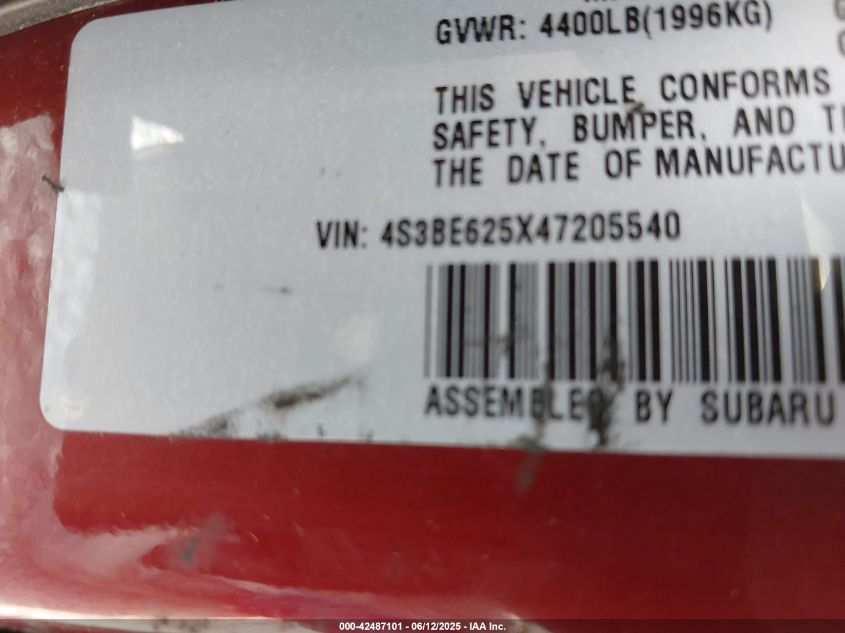 GVWR: 4400LB(1996KG)
THIS VEHICLE CONFORMS
SAFETY, BUMPER, AND
THE DATE OF MANUFACTU
VIN: 4S3BE625X47205540
ASSEMBLED BY SUBARU
000-42487101 - 06/12/2025 - IAA Inc.